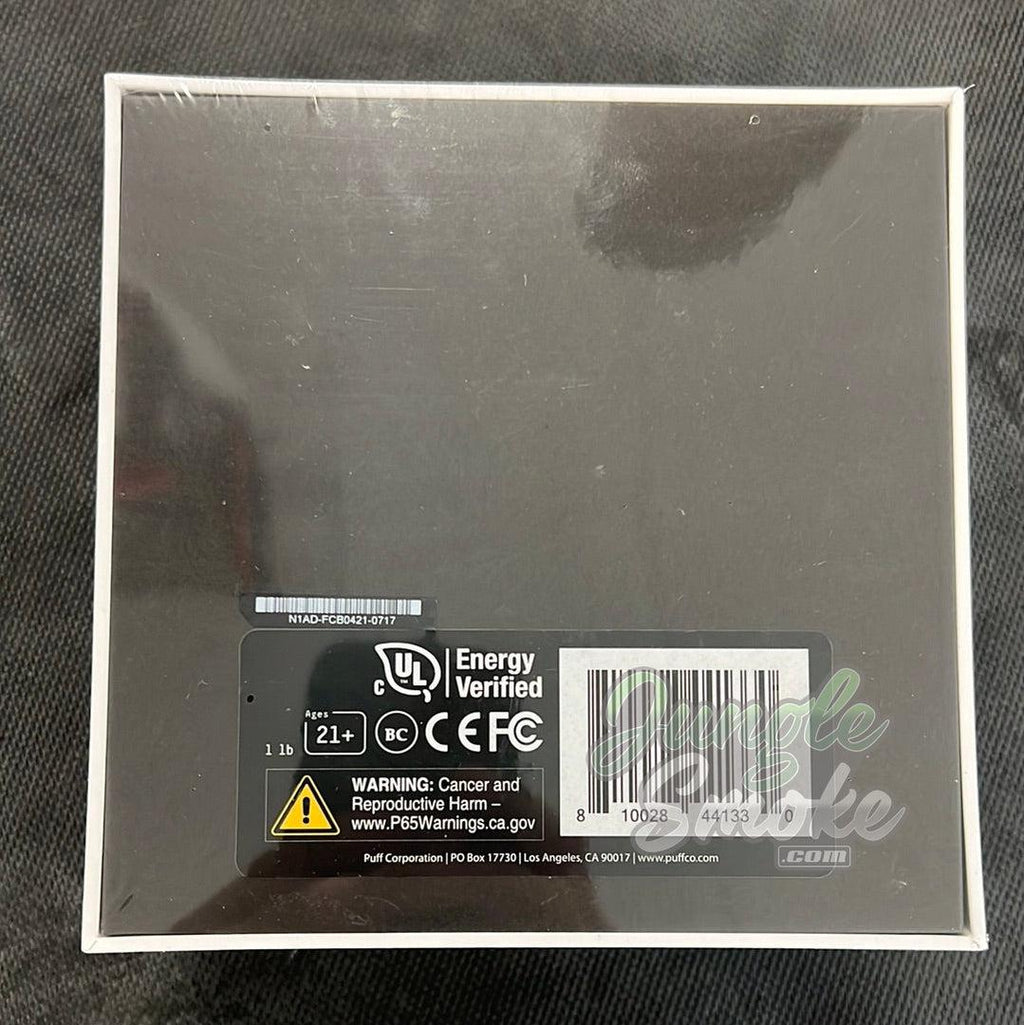 N1AD-FCB0421-0717
c UL Energy
Verified
Ages
21+
BC CE FC
1 lb
WARNING: Cancer and
Reproductive Harm –
www.P65Warnings.ca.gov
8 10028 44133 0
Puff Corporation | PO Box 17730 | Los Angeles, CA 90017 | www.puffco.com
Jungle
Smoke
.com